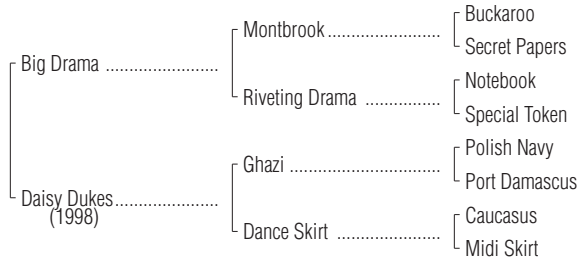 Buckaroo
Montbrook
Secret Papers
Big Drama
Notebook
Riveting Drama
Special Token
Polish Navy
Ghazi
Port Damascus
Daisy Dukes
(1998)
Caucasus
Dance Skirt
Midi Skirt